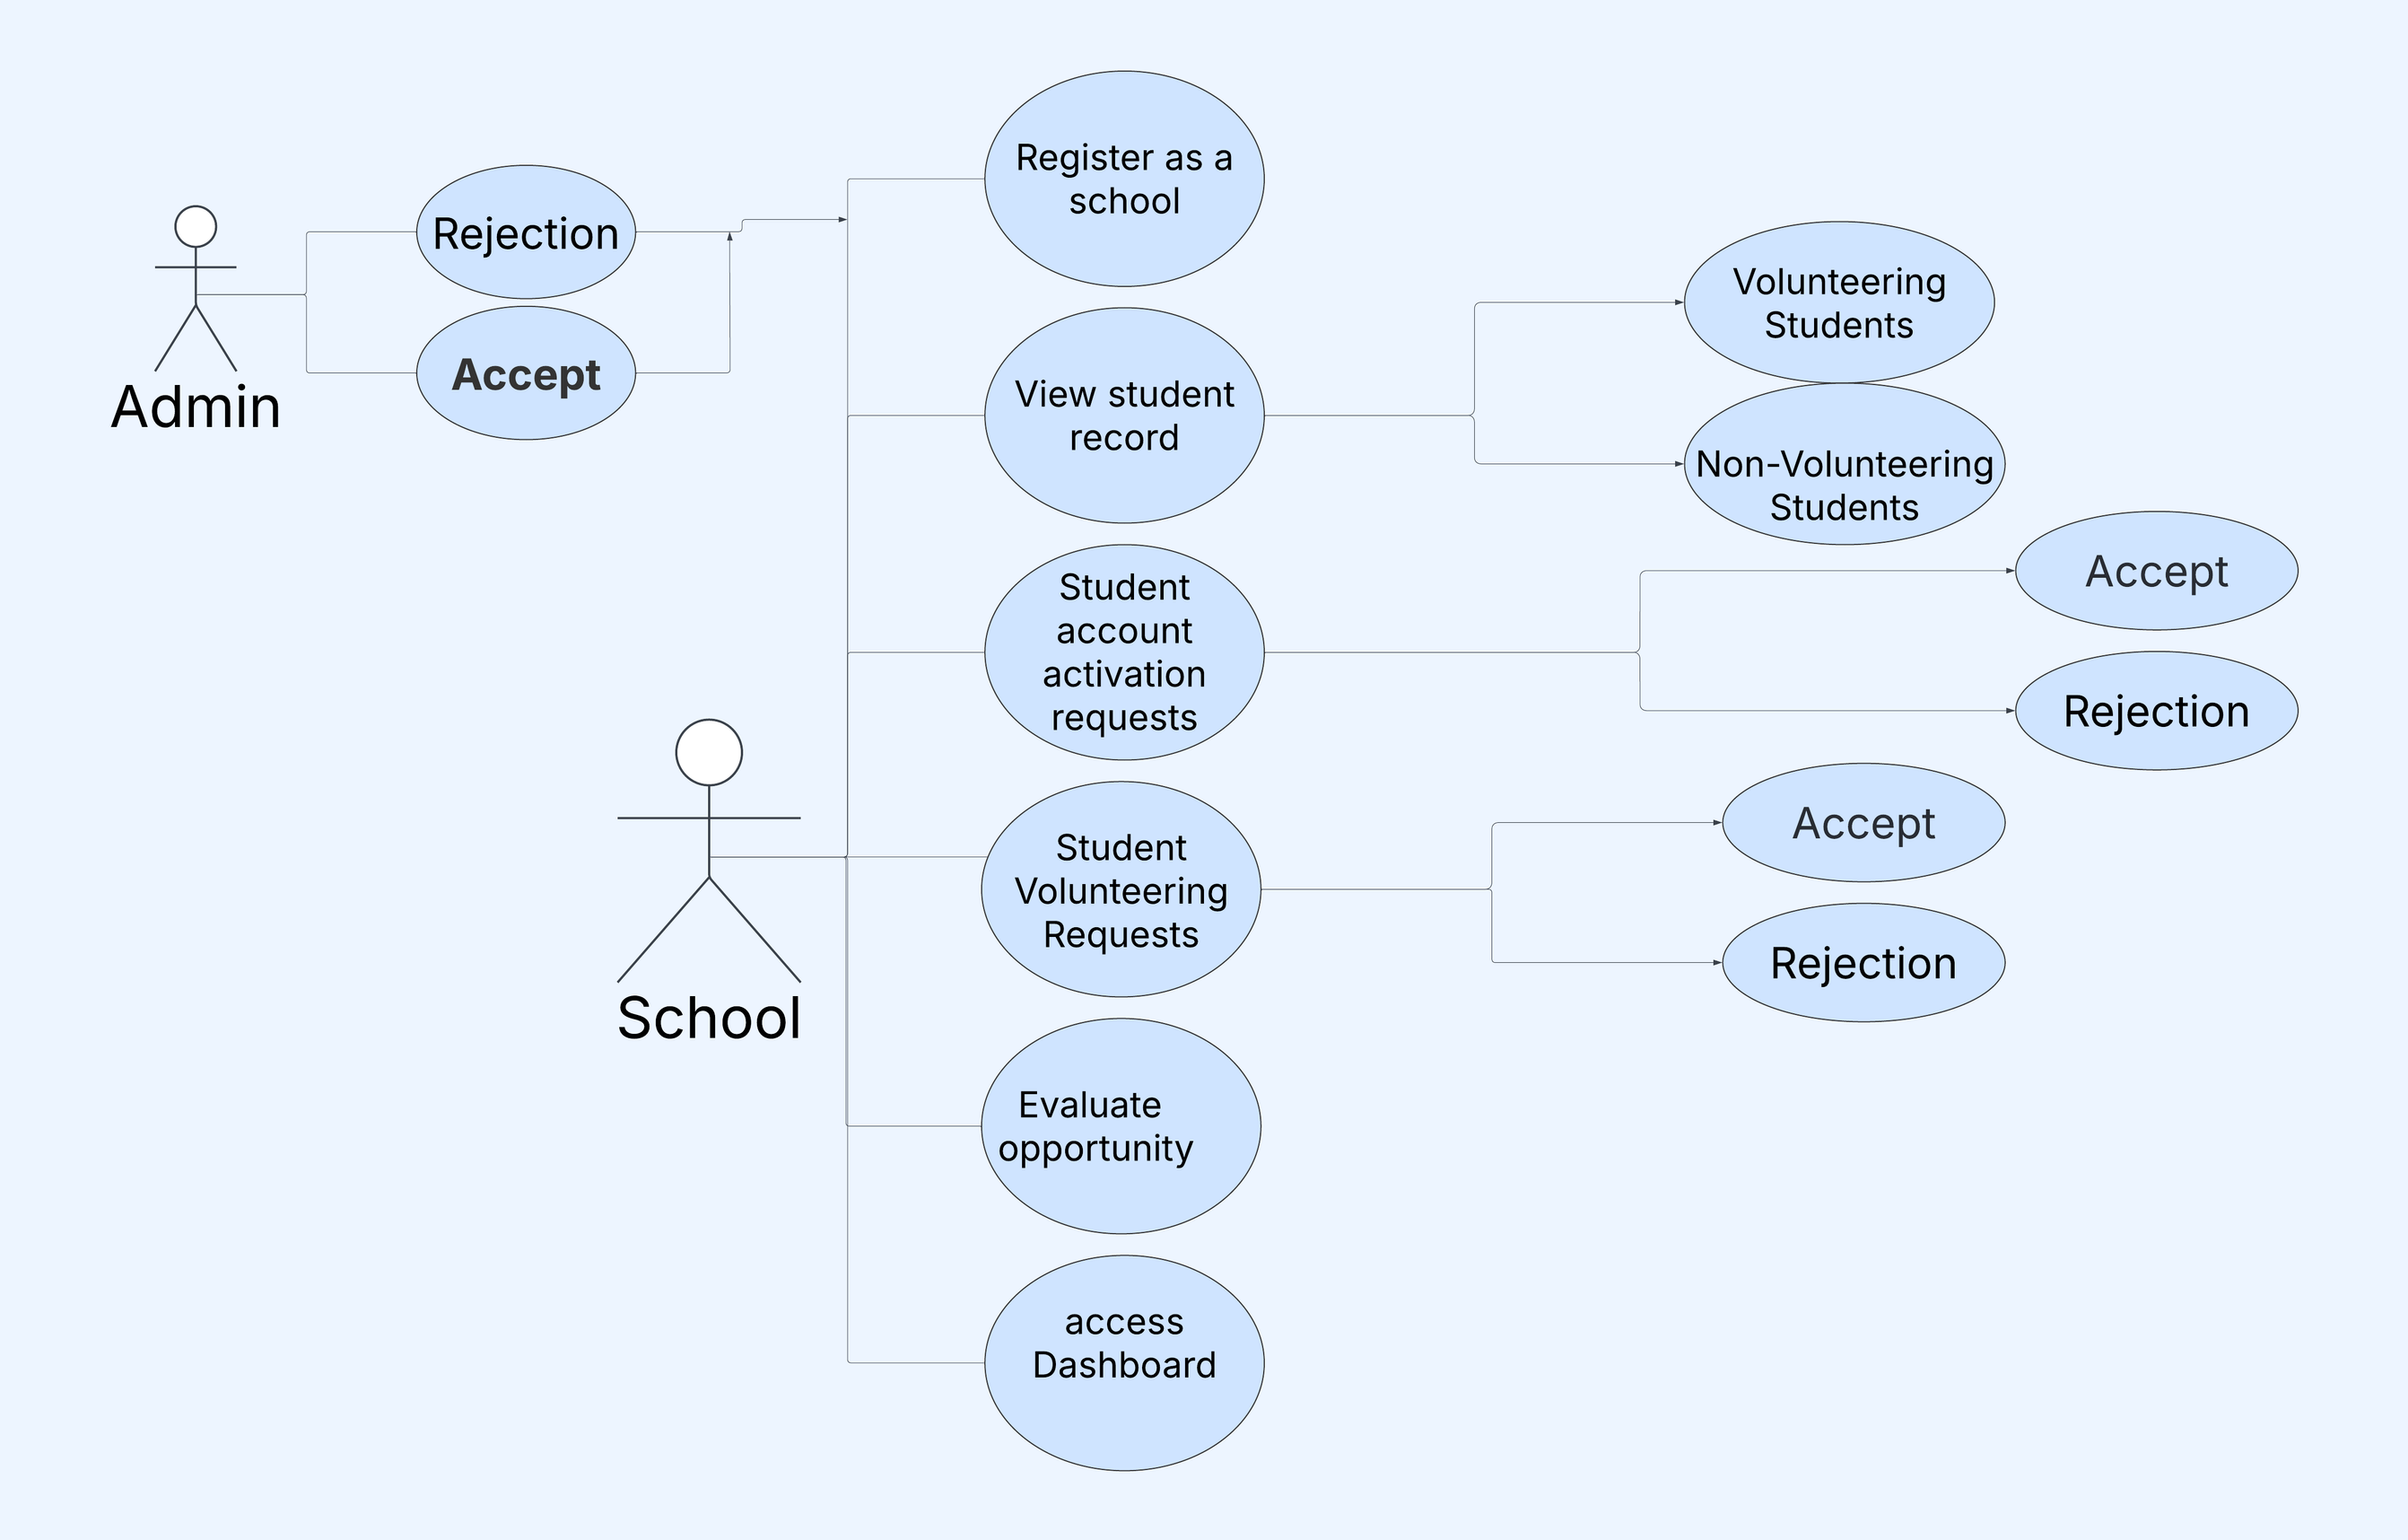 Register as a
school
Rejection
Accept
Admin
View student
record
Volunteering
Students
Non-Volunteering
Students
Student
account
activation
requests
Accept
Rejection
School
Student
Volunteering
Requests
Accept
Rejection
Evaluate
opportunity
access
Dashboard